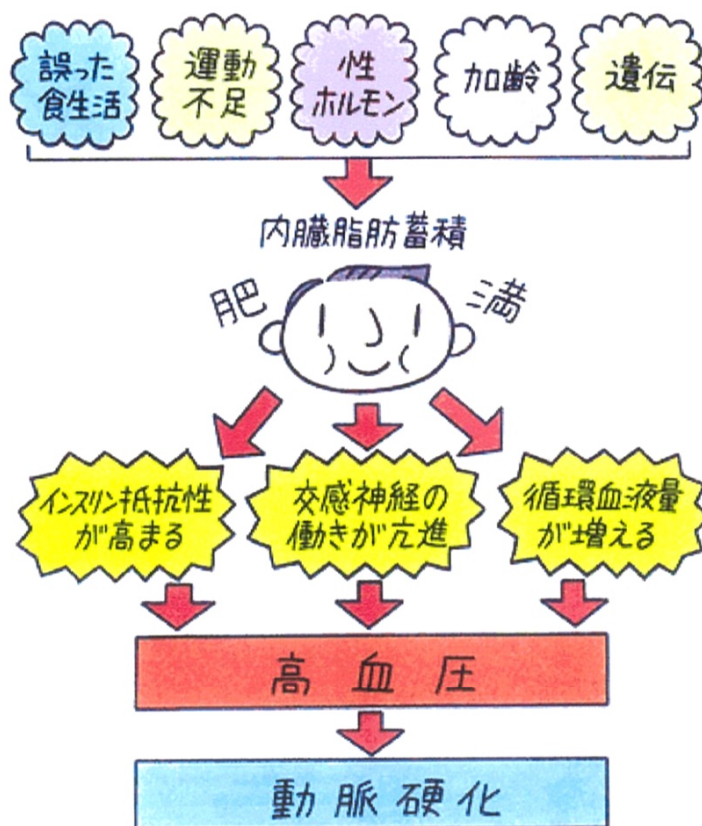 誤った
食生活
運動
不足
性
ホルモン
加齢
遺伝
内臓脂肪蓄積
肥満
インスリン抵抗性
が高まる
交感神経の
働きが亢進
循環血液量
が増える
高血圧
動脈硬化